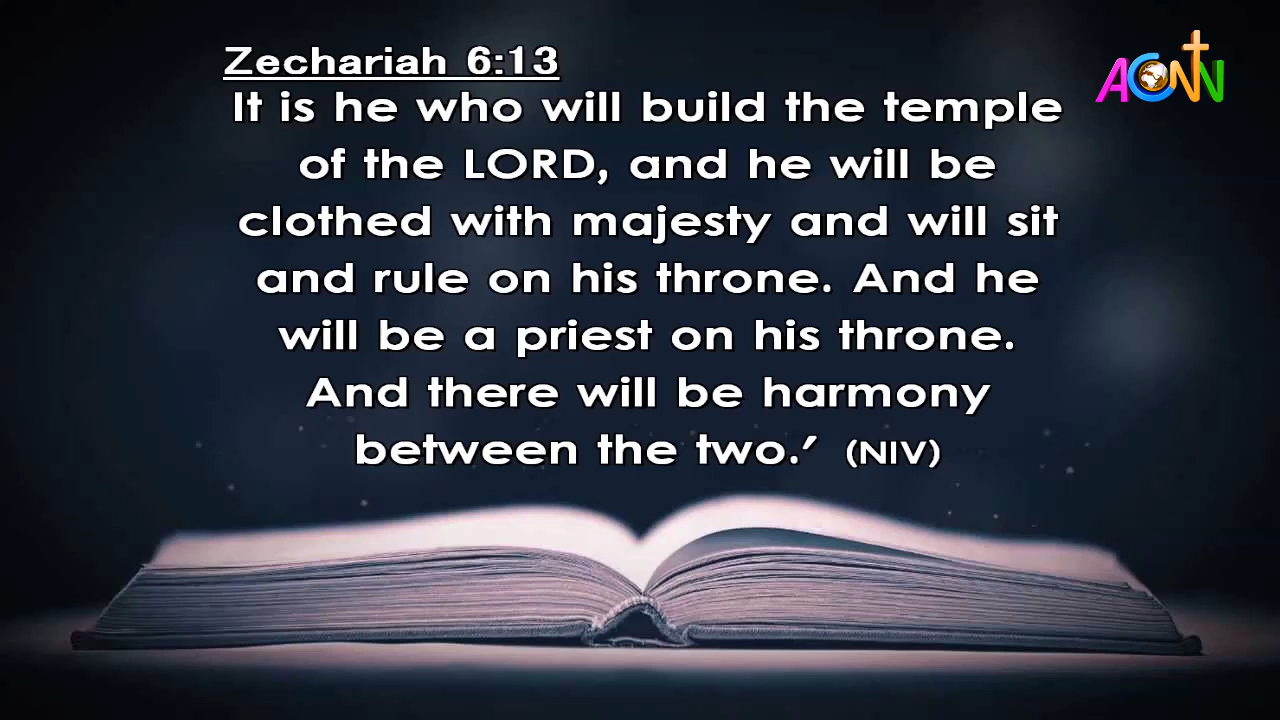 Zechariah 6:13
ACNN
It is he who will build the temple
of the LORD, and he will be
clothed with majesty and will sit
and rule on his throne. And he
will be a priest on his throne.
And there will be harmony
between the two.’ (NIV)